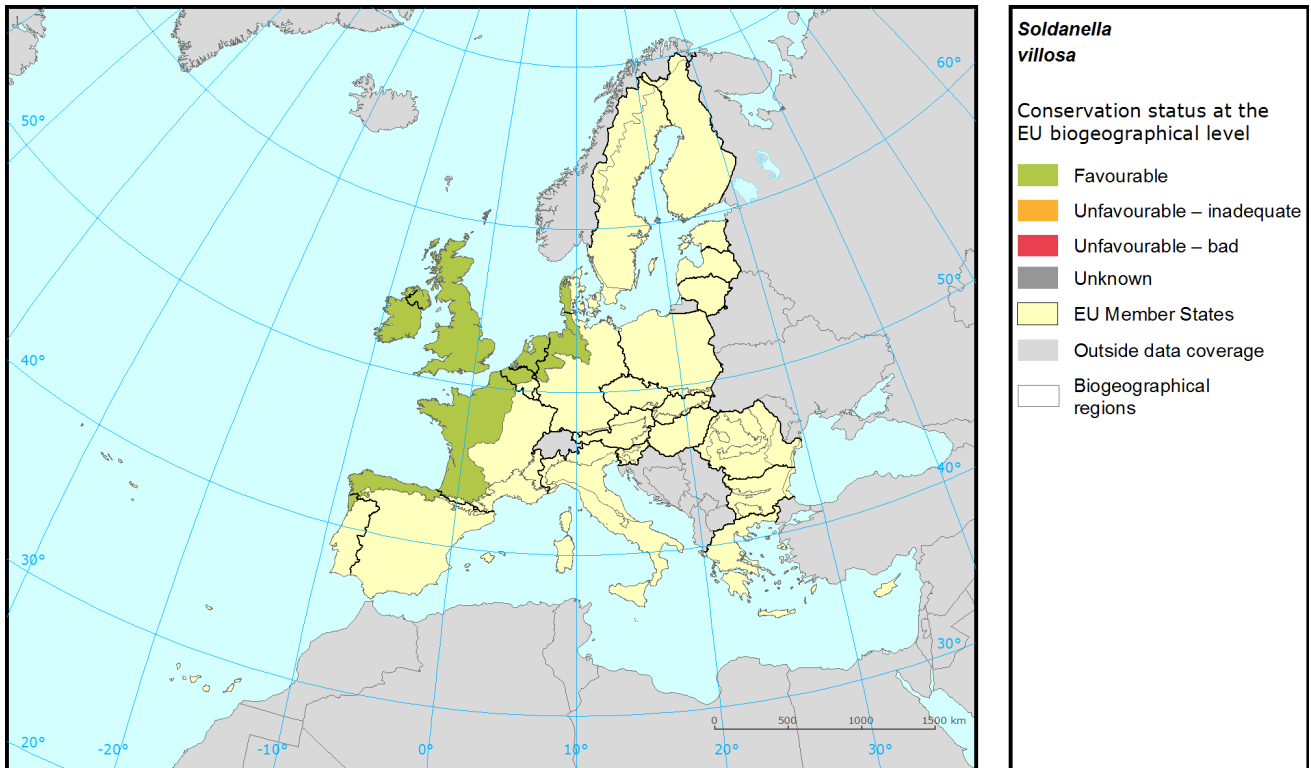 Soldanella
villosa
Conservation status at the
EU biogeographical level
Favourable
Unfavourable – inadequate
Unfavourable – bad
Unknown
EU Member States
Outside data coverage
Biogeographical
regions
60°
50°
50°
40°
40°
30°
30°
0 500 1000 1500 km
20° -20° -10° 0° 10° 20° 30°